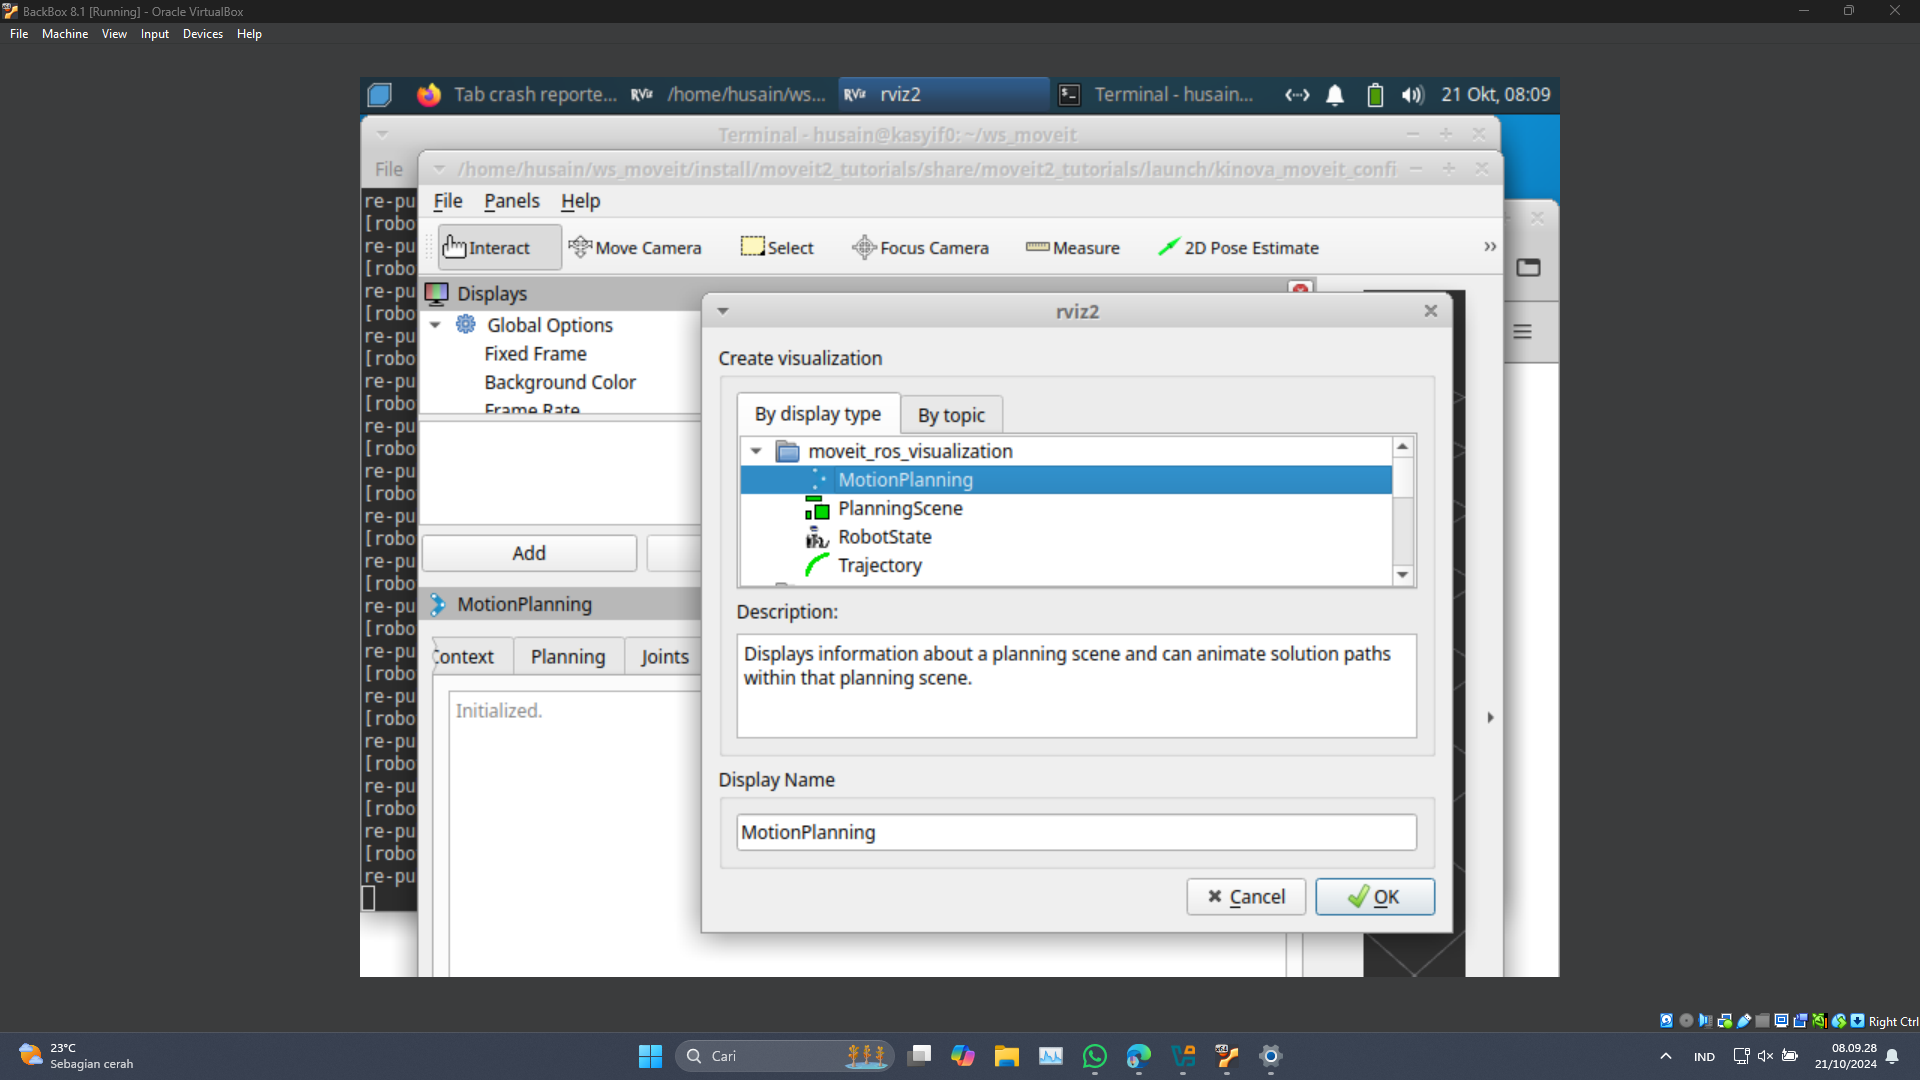 BackBox 8.1 [Running] - Oracle VirtualBox
File Machine View Input Devices Help
Tab crash reporte... RViz /home/husain/ws... RViz rviz2 Terminal - husain... 21 Okt, 08:09
Terminal - husain@kasyif0: ~/ws_moveit
File
/home/husain/ws_moveit/install/moveit2_tutorials/share/moveit2_tutorials/launch/kinova_moveit_confi
File Panels Help
Interact Move Camera Select Focus Camera Measure 2D Pose Estimate »
re-pu
[robo
re-pu
[robo
re-pu
[robo
re-pu
[robo
re-pu
[robo
re-pu
[robo
re-pu
[robo
re-pu
[robo
re-pu
[robo
re-pu
[robo
re-pu
[robo
re-pu
[robo
re-pu
[robo
re-pu
[robo
re-pu
[robo
re-pu
Displays
Global Options
Fixed Frame
Background Color
Frame Rate
Add
MotionPlanning
Context Planning Joints
Initialized.
rviz2
Create visualization
By display type By topic
moveit_ros_visualization
MotionPlanning
PlanningScene
RobotState
Trajectory
Description:
Displays information about a planning scene and can animate solution paths
within that planning scene.
Display Name
MotionPlanning
Cancel OK
Right Ctrl
23°C
Sebagian cerah
Cari
IND
08.09.28
21/10/2024